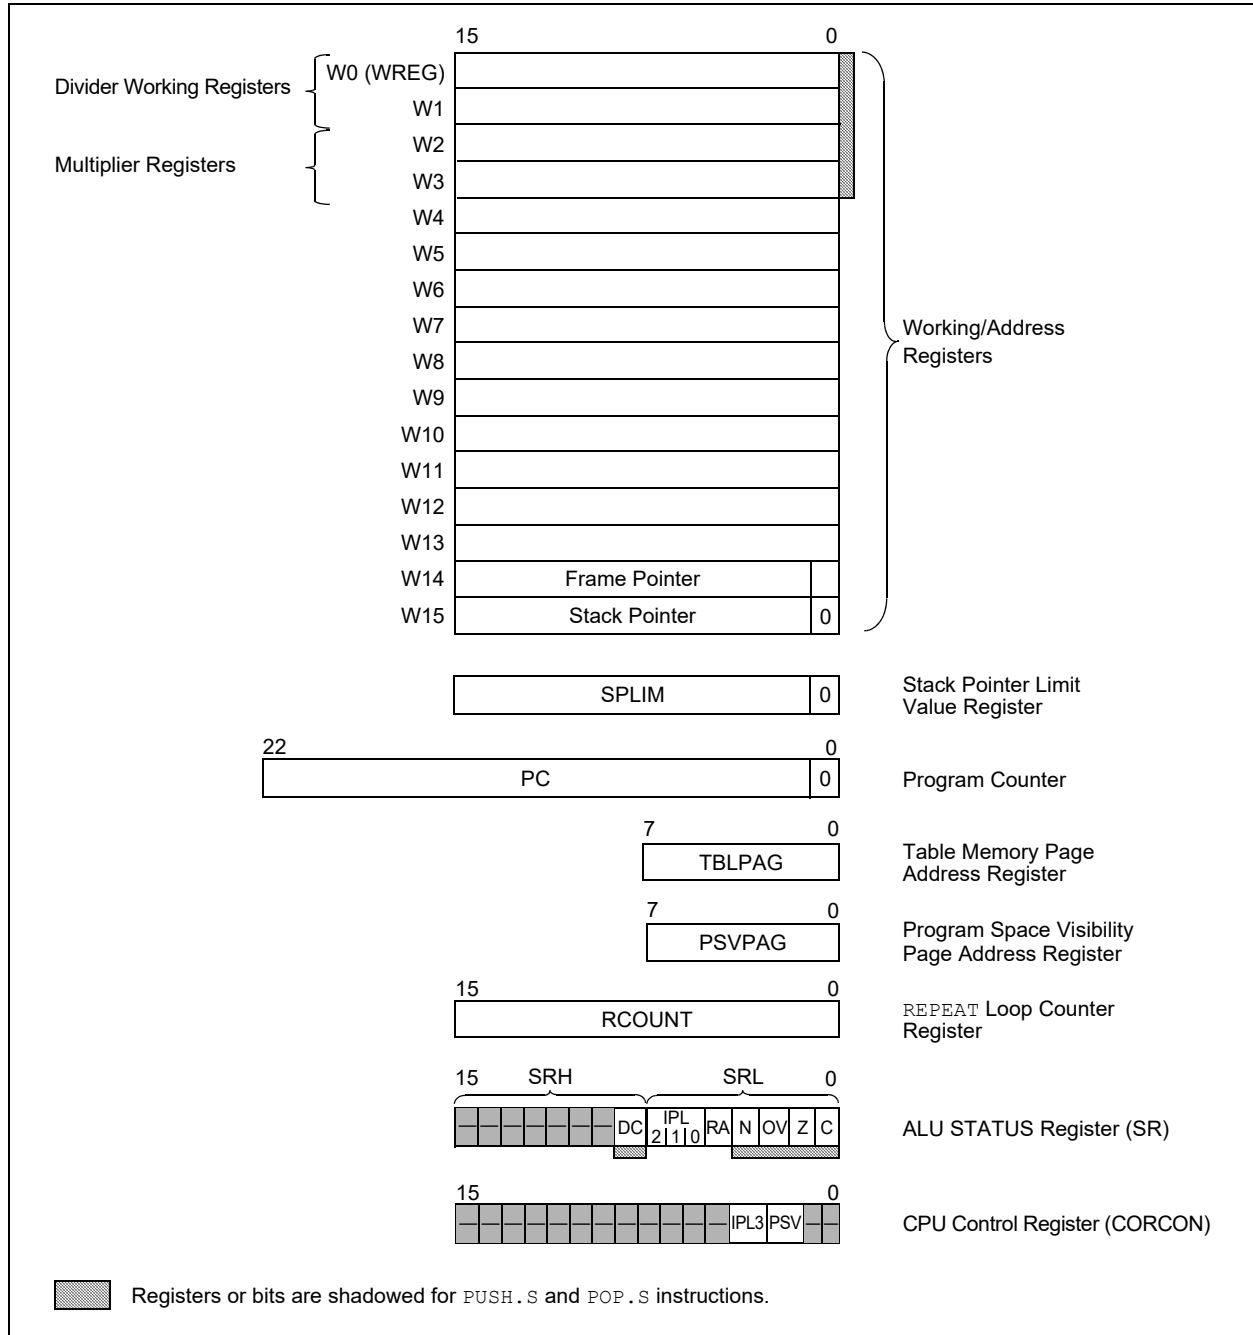 15 0
W0 (WREG)
Divider Working Registers
W1
W2
Multiplier Registers
W3
W4
W5
W6
W7
Working/Address
Registers
W8
W9
W10
W11
W12
W13
W14 Frame Pointer
W15 Stack Pointer 0
SPLIM 0
Stack Pointer Limit
Value Register
22 0
PC 0 Program Counter
7 0
TBLPAG
Table Memory Page
Address Register
7 0
PSVPAG
Program Space Visibility
Page Address Register
15 0
RCOUNT
REPEAT Loop Counter
Register
15 SRH SRL 0
— — — — — — — DC IPL 2 1 0 RA N OV Z C ALU STATUS Register (SR)
15 0
— — — — — — — — — — — — IPL3 PSV — — CPU Control Register (CORCON)
Registers or bits are shadowed for PUSH.S and POP.S instructions.